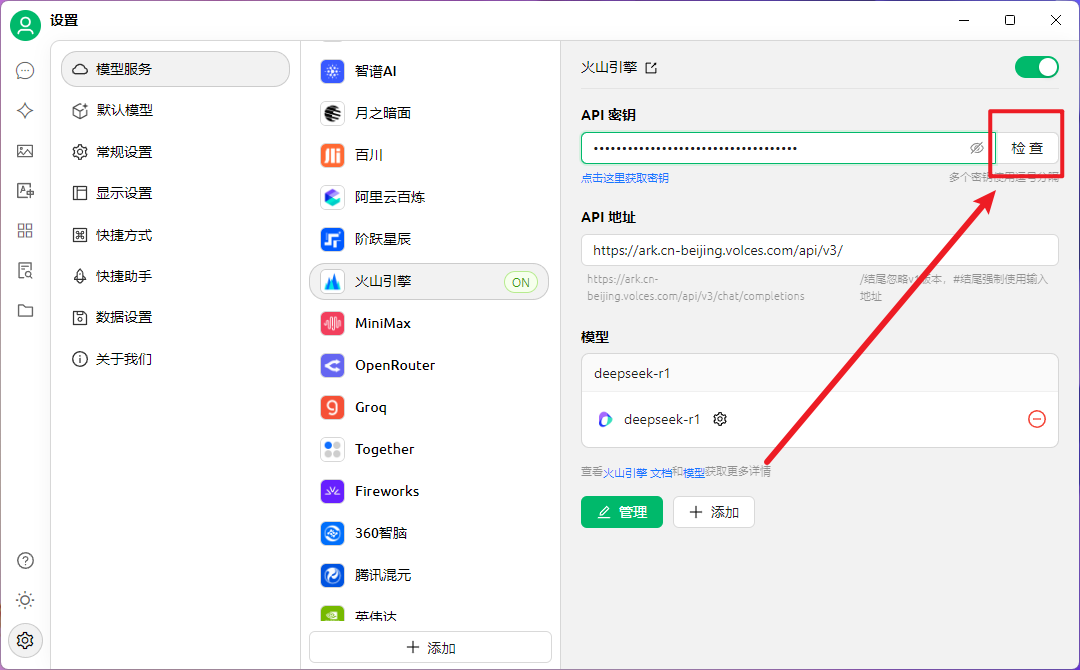 设置
模型服务
默认模型
常规设置
显示设置
快捷方式
快捷助手
数据设置
关于我们
智谱AI
月之暗面
百川
阿里云百炼
阶跃星辰
火山引擎 ON
MiniMax
OpenRouter
Groq
Together
Fireworks
360智脑
腾讯混元
英伟达
添加
火山引擎
API 密钥
检 查
点击这里获取密钥
多个密钥使用逗号分隔
API 地址
https://ark.cn-beijing.volces.com/api/v3/
https://ark.cn-
beijing.volces.com/api/v3/chat/completions
/结尾忽略v1版本，#结尾强制使用输入
地址
模型
deepseek-r1
deepseek-r1
查看火山引擎 文档和模型获取更多详情
管理
添加